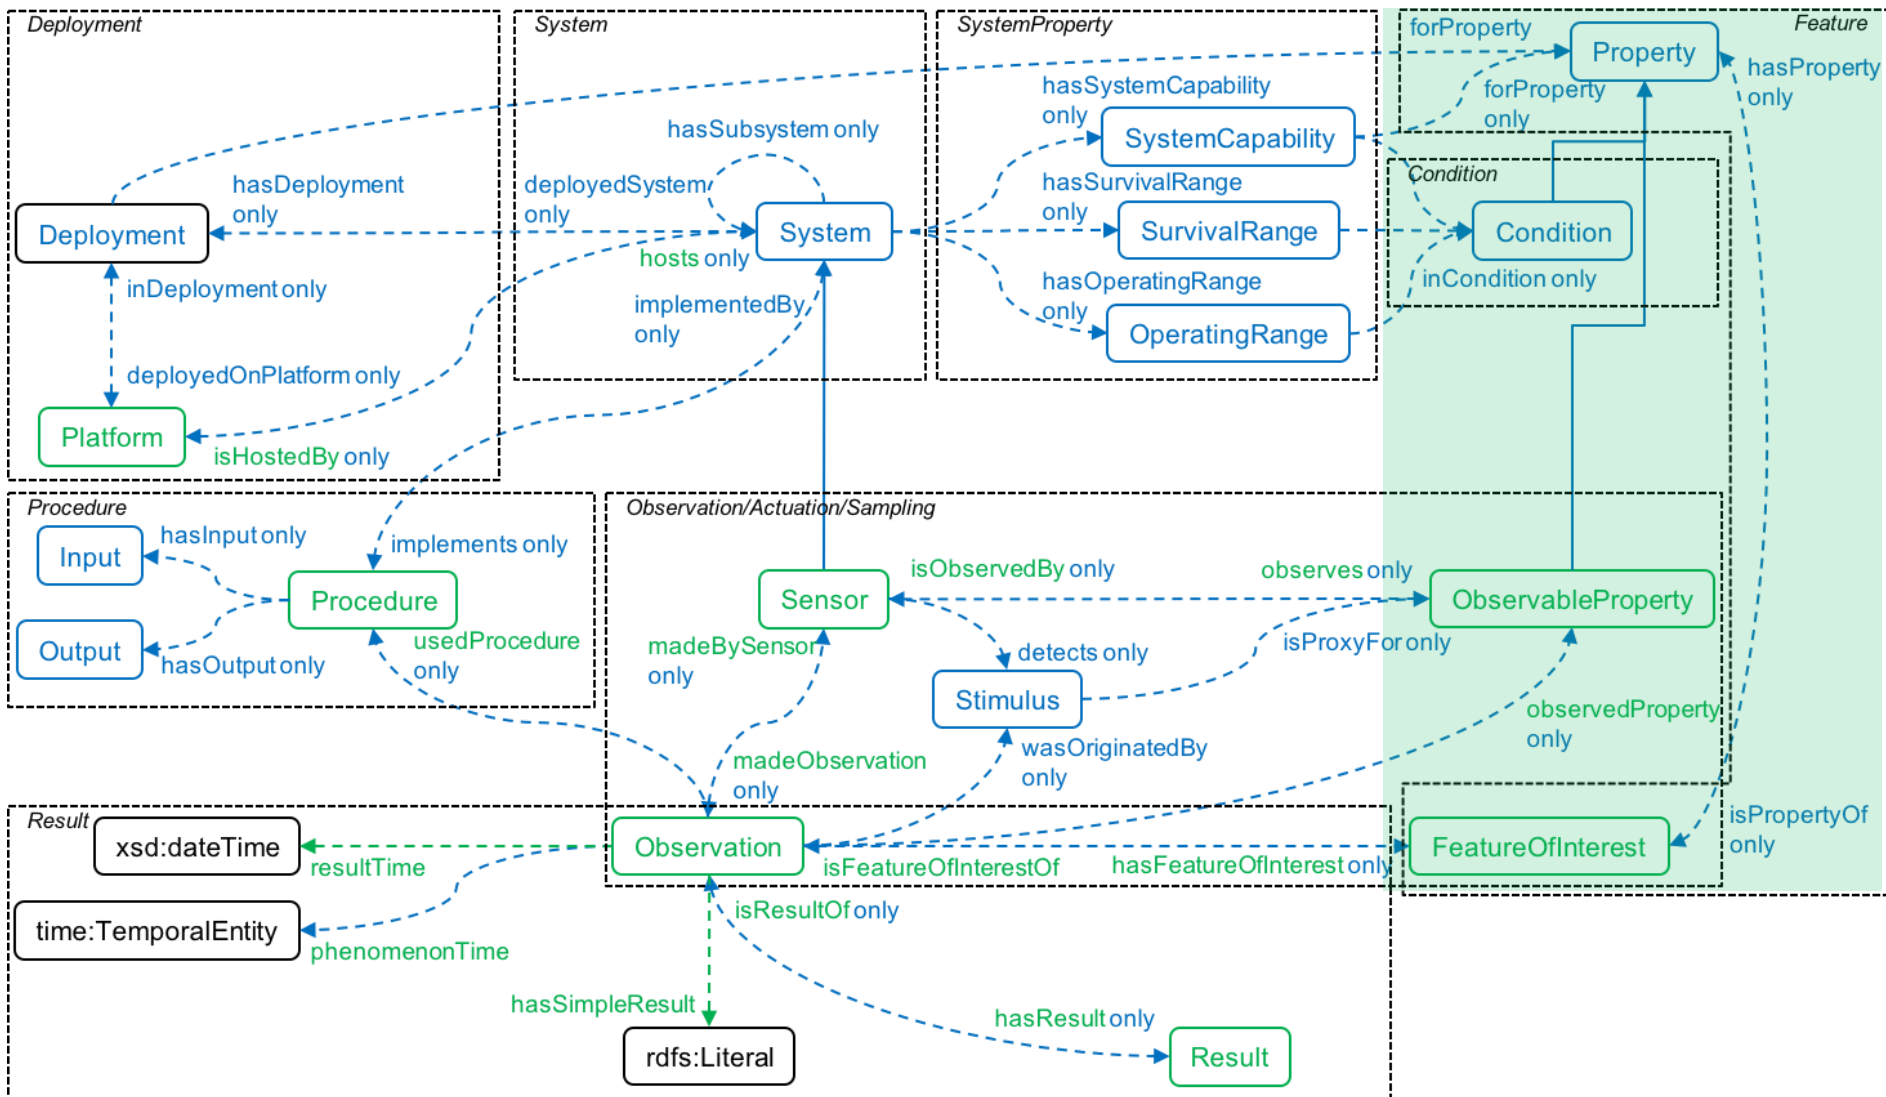 Deployment
System
SystemProperty
Feature
forProperty
Property
hasProperty
only
hasSystemCapability
only
forProperty
only
SystemCapability
hasSubsystem only
Condition
hasDeployment
only
deployedSystem
only
hasSurvivalRange
only
Deployment
System
SurvivalRange
Condition
hosts only
inDeployment only
implementedBy
only
hasOperatingRange
only
inCondition only
OperatingRange
deployedOnPlatform only
Platform
isHostedBy only
Procedure
Observation/Actuation/Sampling
hasInput only
Input
implements only
isObservedBy only
observes only
Procedure
Sensor
ObservableProperty
Output
hasOutput only
usedProcedure
only
madeBySensor
only
detects only
isProxyFor only
Stimulus
observedProperty
only
madeObservation
only
wasOriginatedBy
only
Result
xsd:dateTime
resultTime
Observation
isFeatureOfInterestOf
hasFeatureOfInterest only
FeatureOfInterest
isPropertyOf
only
isResultOf only
time:TemporalEntity
phenomenonTime
hasSimpleResult
hasResult only
rdfs:Literal
Result